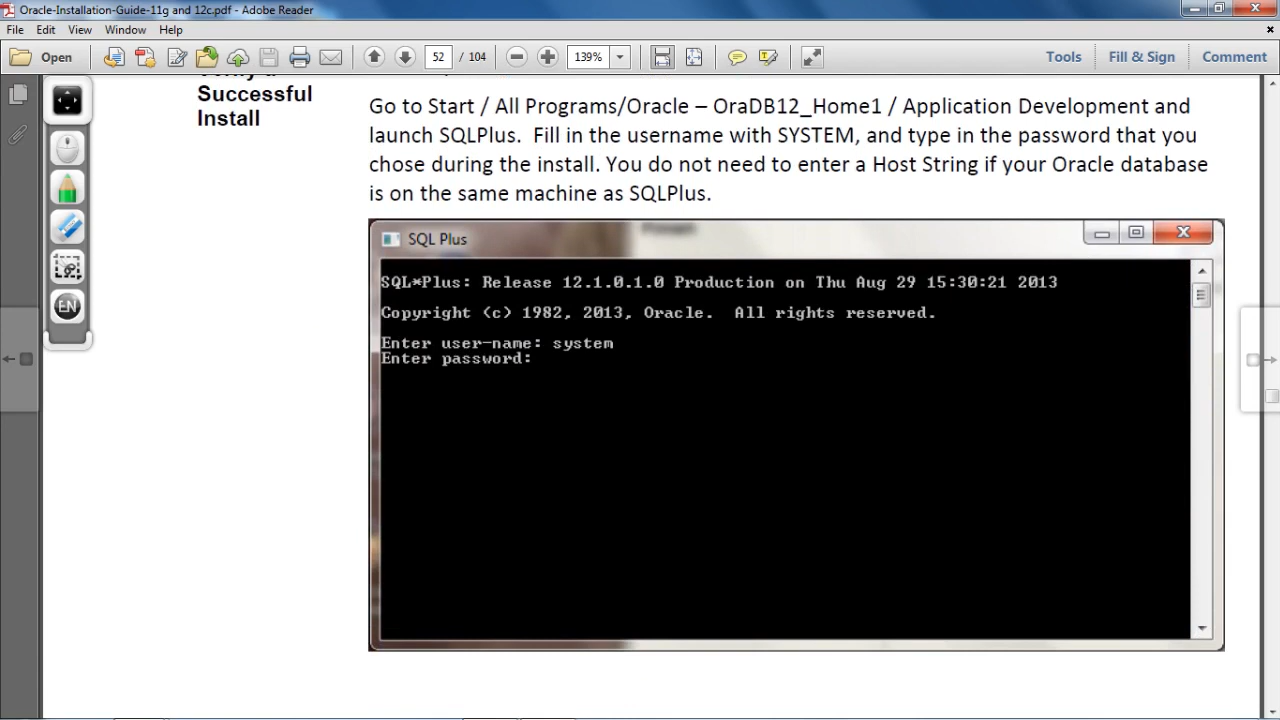 Oracle-Installation-Guide-11g and 12c.pdf - Adobe Reader
File Edit View Window Help
Open 52 / 104 139% Tools Fill & Sign Comment
Successful
Install
Go to Start / All Programs/Oracle – OraDB12_Home1 / Application Development and
launch SQLPlus. Fill in the username with SYSTEM, and type in the password that you
chose during the install. You do not need to enter a Host String if your Oracle database
is on the same machine as SQLPlus.
SQL Plus
SQL*Plus: Release 12.1.0.1.0 Production on Thu Aug 29 15:30:21 2013
Copyright (c) 1982, 2013, Oracle. All rights reserved.
Enter user-name: system
Enter password:
EN